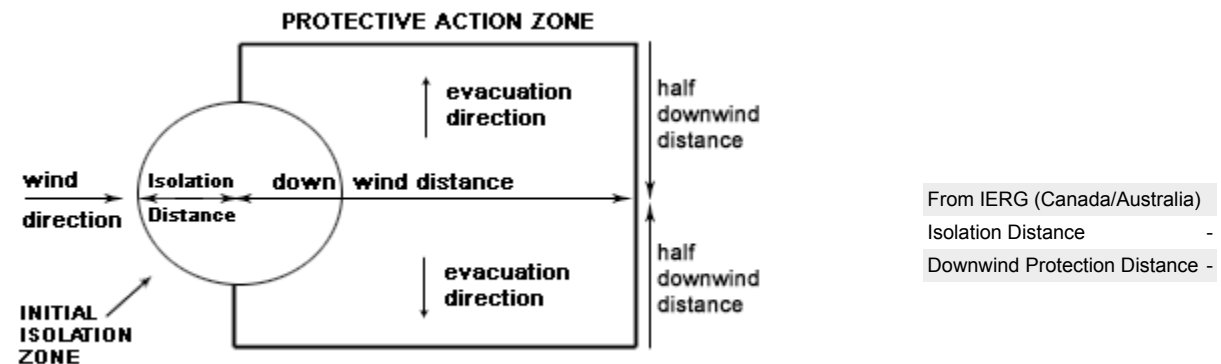 PROTECTIVE ACTION ZONE
evacuation
direction
half
downwind
distance
wind
direction
Isolation
Distance
down wind distance
evacuation
direction
half
downwind
distance
INITIAL
ISOLATION
ZONE
From IERG (Canada/Australia)
Isolation Distance -
Downwind Protection Distance -